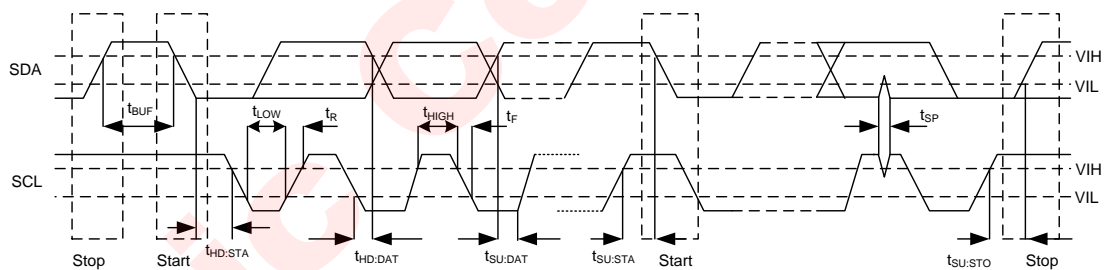 SDA
VIH
VIL
tBUF
tLOW
tR
tHIGH
tF
tSP
SCL
VIH
VIL
tHD:STA
tHD:DAT
tSU:DAT
tSU:STA
tSU:STO
Stop
Start
Start
Stop